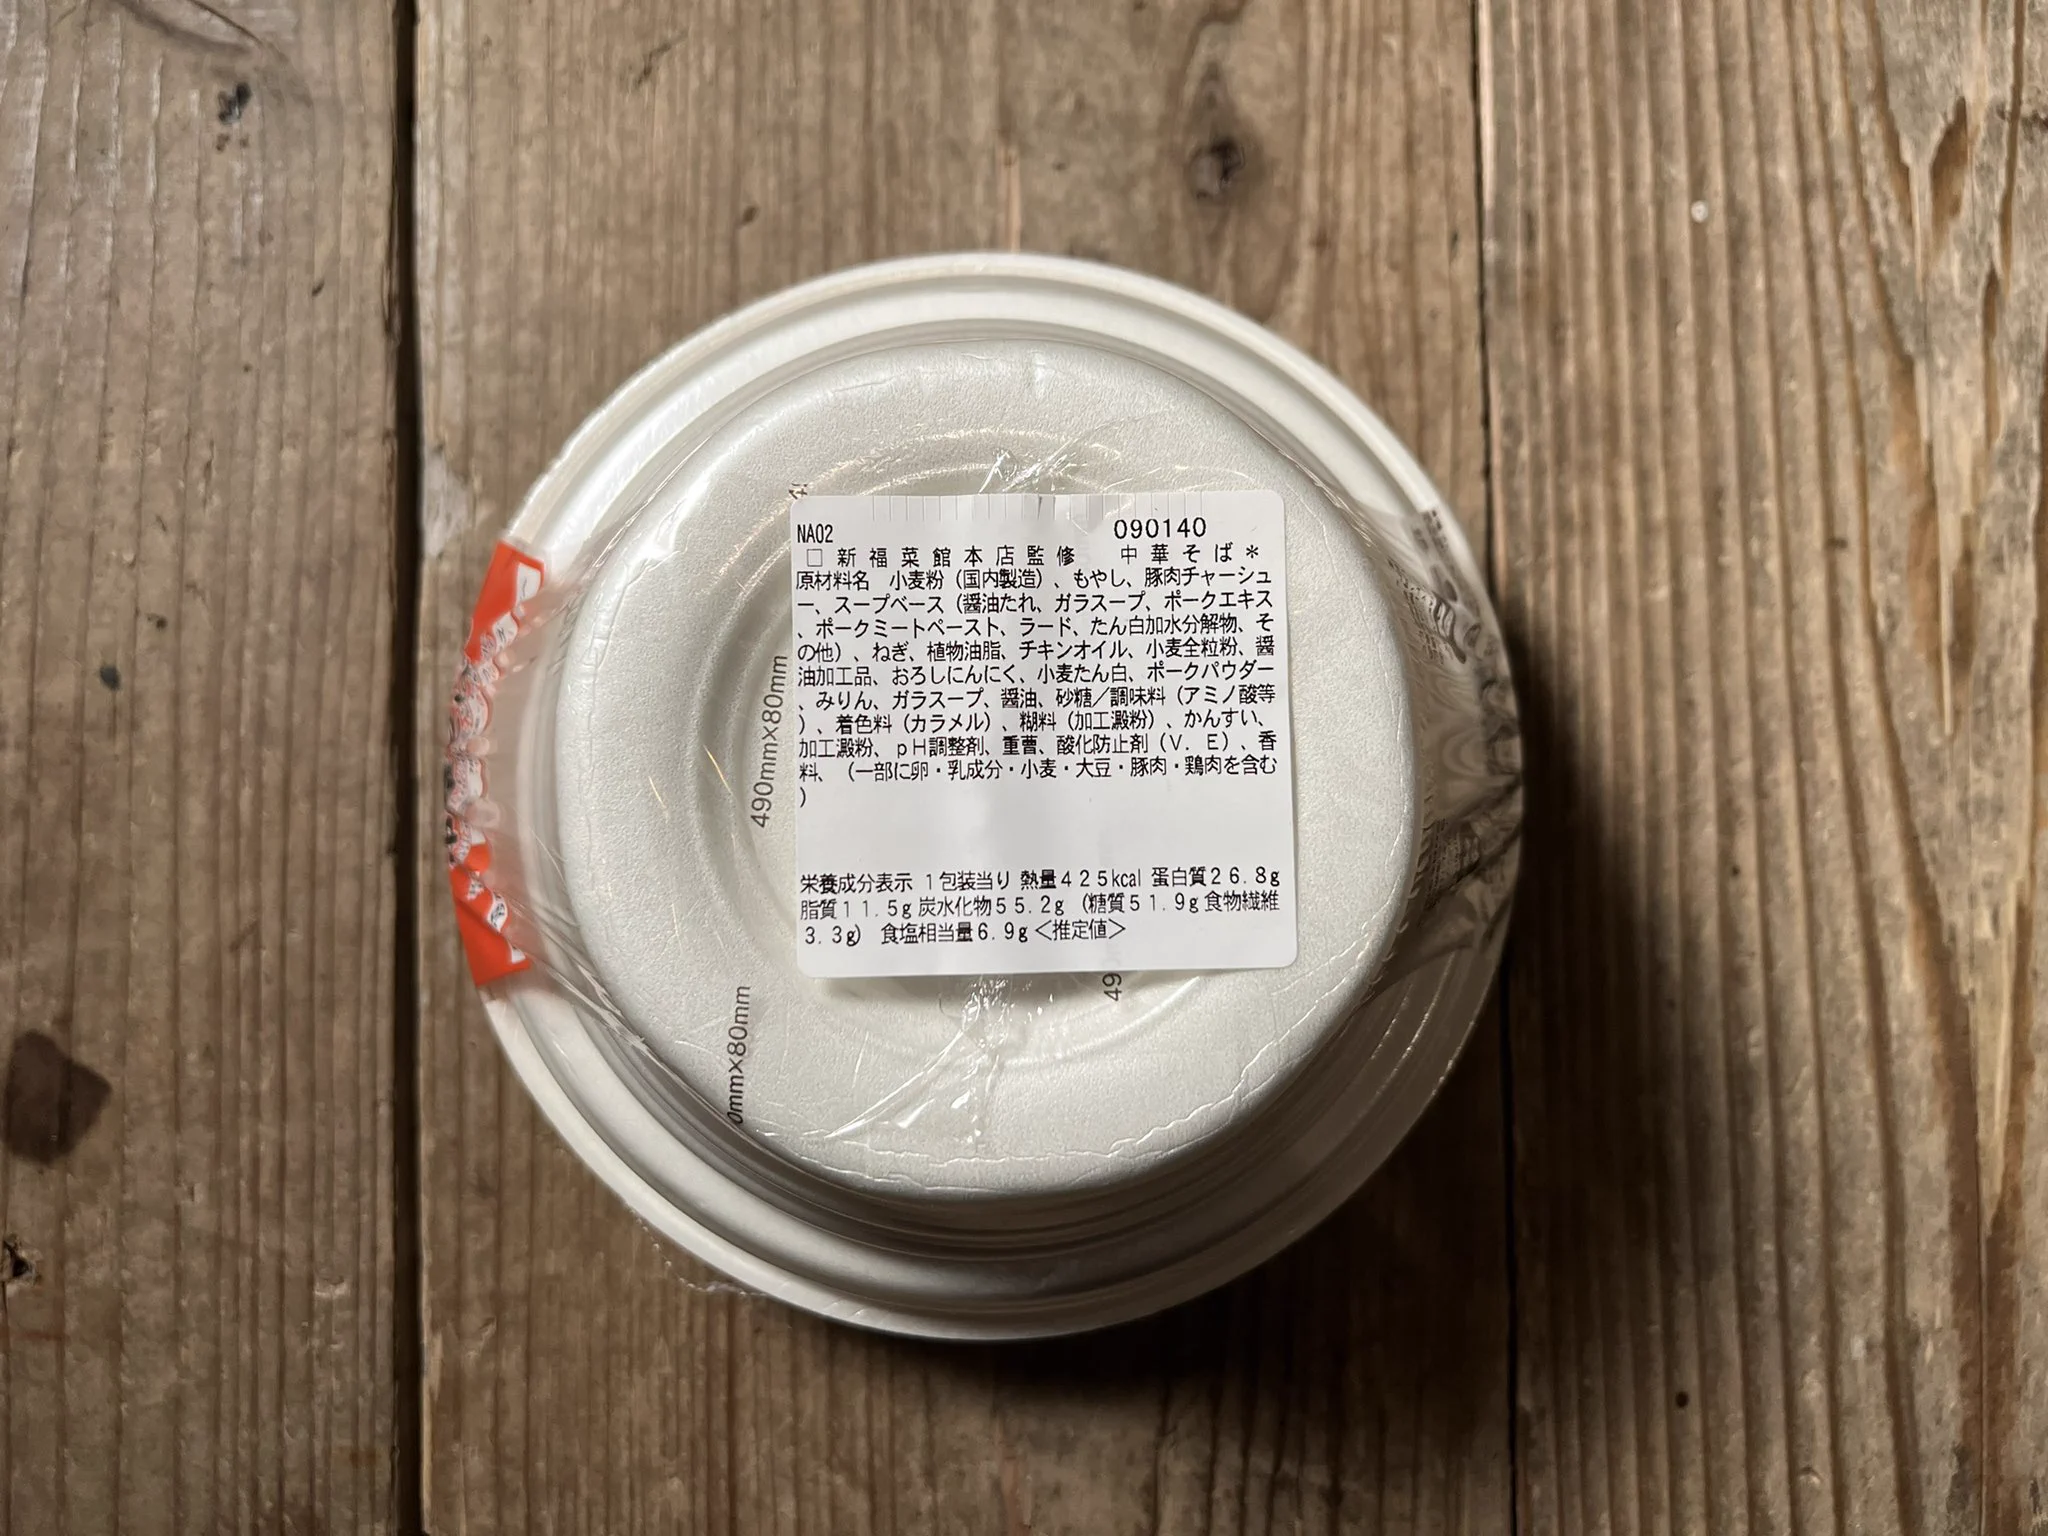 NA02 090140
□新福菜館本店監修 中華そば＊
原材料名 小麦粉（国内製造）、もやし、豚肉チャーシュ
ー、スープベース（醤油たれ、ガラスープ、ポークエキス
、ポークミートペースト、ラード、たん白加水分解物、そ
の他）、ねぎ、植物油脂、チキンオイル、小麦全粒粉、醤
油加工品、おろしにんにく、小麦たん白、ポークパウダー
、みりん、ガラスープ、醤油、砂糖／調味料（アミノ酸等
）、着色料（カラメル）、糊料（加工澱粉）、かんすい、
加工澱粉、ｐＨ調整剤、重曹、酸化防止剤（Ｖ．Ｅ）、香
料、（一部に卵・乳成分・小麦・大豆・豚肉・鶏肉を含む
）
栄養成分表示 １包装当り 熱量４２５kcal 蛋白質２６.８g
脂質１１.５g 炭水化物５５.２g （糖質５１.９g 食物繊維
３.３g） 食塩相当量６.９g＜推定値＞
490mm×80mm
0mm×80mm
49